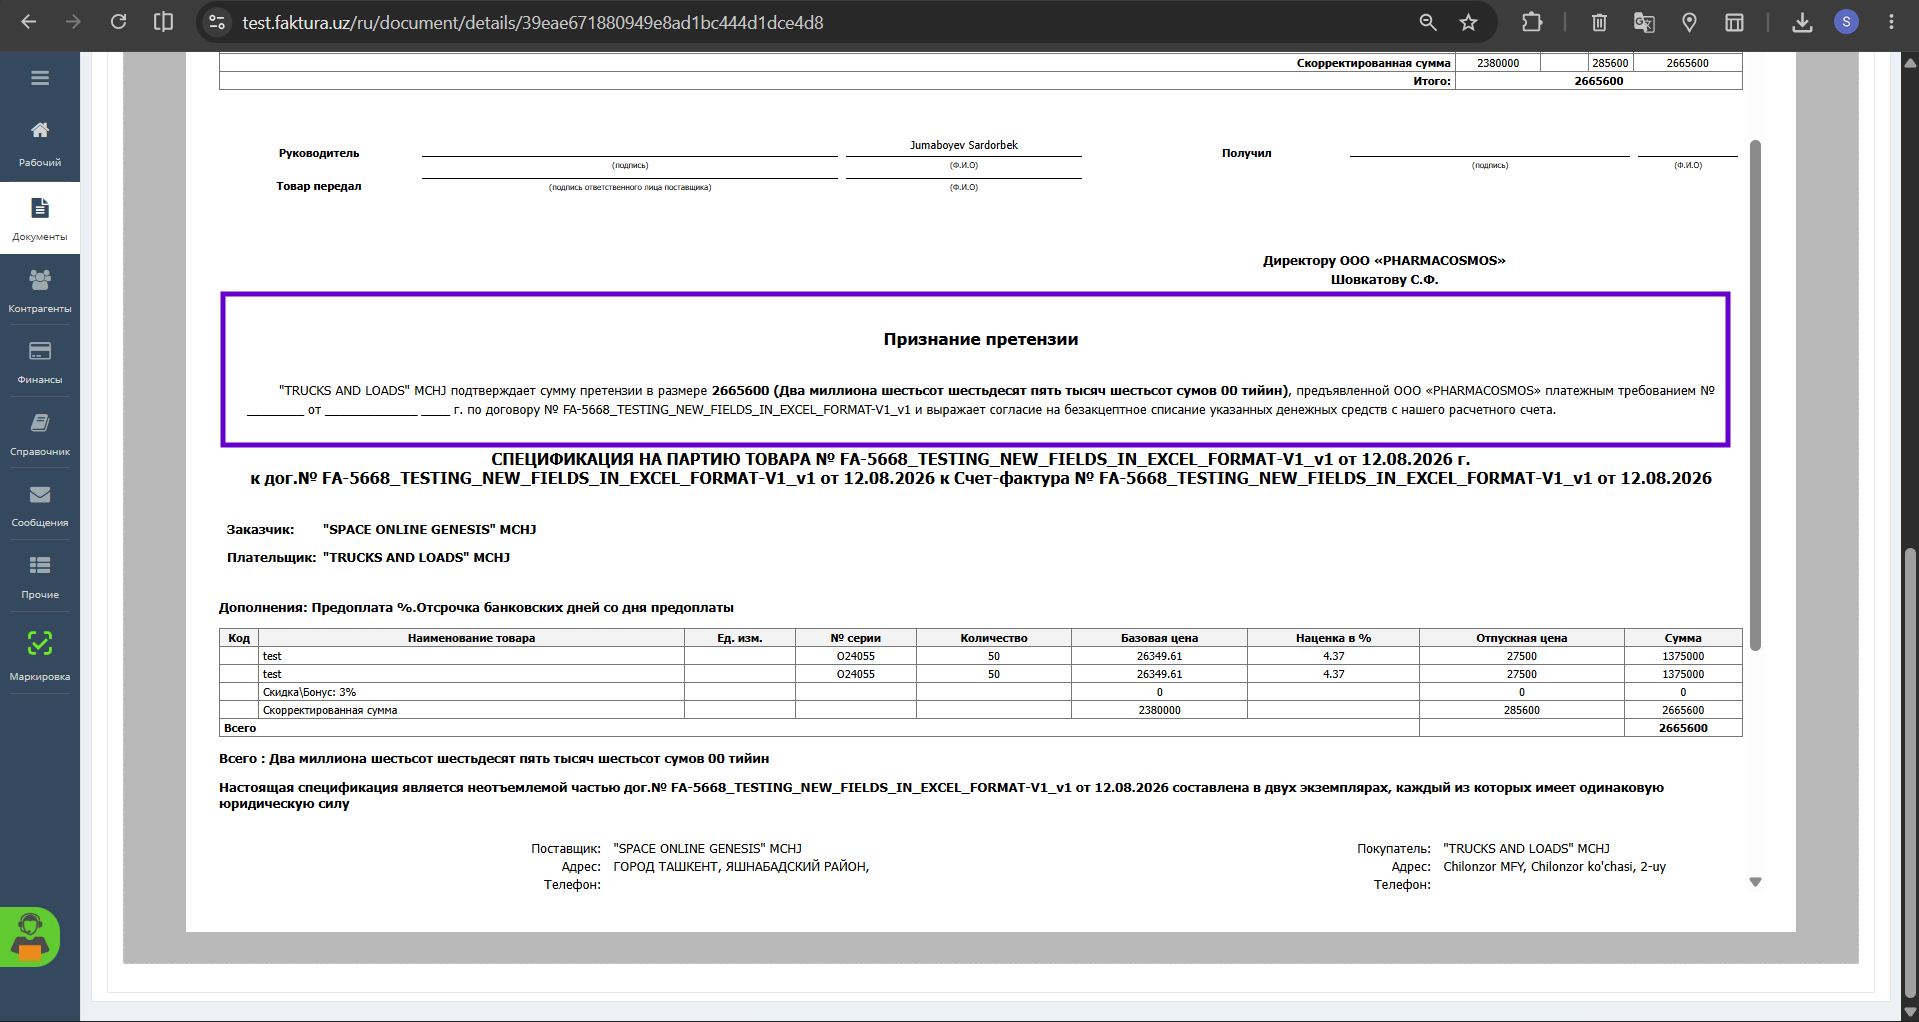 test.faktura.uz/ru/document/details/39eae671880949e8ad1bc444d1dce4d8
S
Рабочий
Документы
Контрагенты
Финансы
Справочник
Сообщения
Прочие
Маркировка
Скорректированная сумма 2380000 285600 2665600
Итого: 2665600
Jumaboyev Sardorbek
Руководитель Получил
(подпись) (Ф.И.О) (подпись) (Ф.И.О)
Товар передал
(подпись ответственного лица поставщика) (Ф.И.О)
Директору ООО «PHARMACOSMOS»
Шовкатову С.Ф.
Признание претензии
"TRUCKS AND LOADS" MCHJ подтверждает сумму претензии в размере 2665600 (Два миллиона шестьсот шестьдесят пять тысяч шестьсот сумов 00 тийин), предъявленной ООО «PHARMACOSMOS» платежным требованием №
________ от _____________ ____ г. по договору № FA-5668_TESTING_NEW_FIELDS_IN_EXCEL_FORMAT-V1_v1 и выражает согласие на безакцептное списание указанных денежных средств с нашего расчетного счета.
СПЕЦИФИКАЦИЯ НА ПАРТИЮ ТОВАРА № FA-5668_TESTING_NEW_FIELDS_IN_EXCEL_FORMAT-V1_v1 от 12.08.2026 г.
к дог.№ FA-5668_TESTING_NEW_FIELDS_IN_EXCEL_FORMAT-V1_v1 от 12.08.2026 к Счет-фактура № FA-5668_TESTING_NEW_FIELDS_IN_EXCEL_FORMAT-V1_v1 от 12.08.2026
Заказчик: "SPACE ONLINE GENESIS" MCHJ
Плательщик: "TRUCKS AND LOADS" MCHJ
Дополнения: Предоплата %.Отсрочка банковских дней со дня предоплаты
Код Наименование товара Ед. изм. № серии Количество Базовая цена Наценка в % Отпускная цена Сумма
test O24055 50 26349.61 4.37 27500 1375000
test O24055 50 26349.61 4.37 27500 1375000
Скидка\Бонус: 3% 0 0 0
Скорректированная сумма 2380000 285600 2665600
Всего 2665600
Всего : Два миллиона шестьсот шестьдесят пять тысяч шестьсот сумов 00 тийин
Настоящая спецификация является неотъемлемой частью дог.№ FA-5668_TESTING_NEW_FIELDS_IN_EXCEL_FORMAT-V1_v1 от 12.08.2026 составлена в двух экземплярах, каждый из которых имеет одинаковую
юридическую силу
Поставщик: "SPACE ONLINE GENESIS" MCHJ Покупатель: "TRUCKS AND LOADS" MCHJ
Адрес: ГОРОД ТАШКЕНТ, ЯШНАБАДСКИЙ РАЙОН, Адрес: Chilonzor MFY, Chilonzor ko'chasi, 2-uy
Телефон: Телефон: